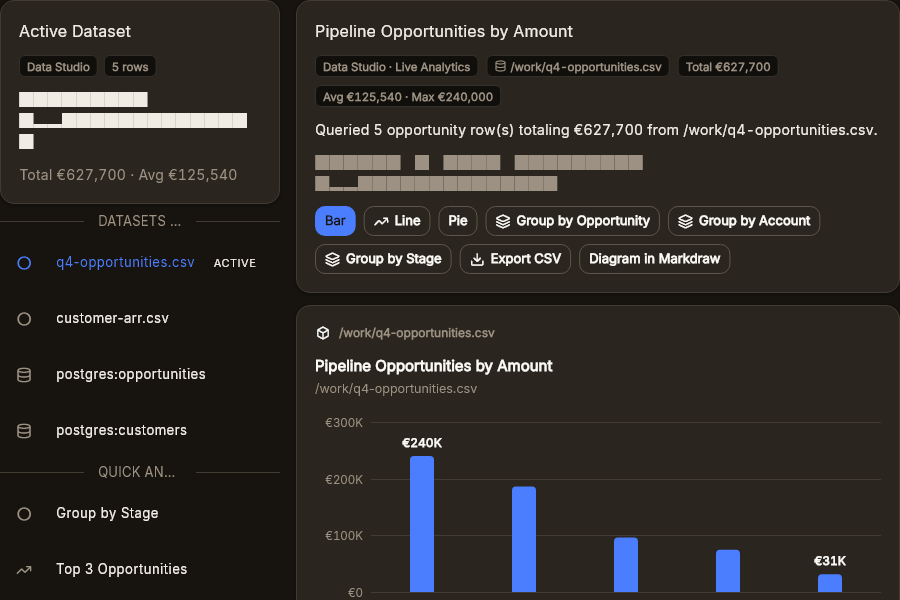 Active Dataset
Data Studio
5 rows
Total €627,700 · Avg €125,540
DATASETS ...
q4-opportunities.csv
ACTIVE
customer-arr.csv
postgres:opportunities
postgres:customers
QUICK AN...
Group by Stage
Top 3 Opportunities
Pipeline Opportunities by Amount
Data Studio · Live Analytics
/work/q4-opportunities.csv
Total €627,700
Avg €125,540 · Max €240,000
Queried 5 opportunity row(s) totaling €627,700 from /work/q4-opportunities.csv.
Bar
Line
Pie
Group by Opportunity
Group by Account
Group by Stage
Export CSV
Diagram in Markdraw
/work/q4-opportunities.csv
Pipeline Opportunities by Amount
/work/q4-opportunities.csv
€300K
€240K
€200K
€100K
€31K
€0